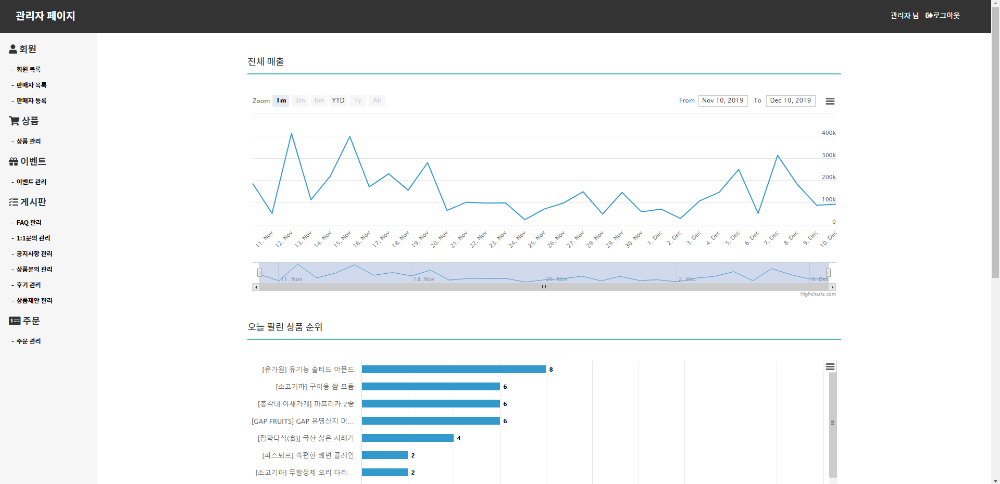 관리자 페이지
관리자 님 로그아웃
회원
- 회원 목록
- 판매자 목록
- 판매자 등록
상품
- 상품 관리
이벤트
- 이벤트 관리
게시판
- FAQ 관리
- 1:1문의 관리
- 공지사항 관리
- 상품문의 관리
- 후기 관리
- 상품제안 관리
주문
- 주문 관리
전체 매출
Zoom 1m 3m 6m YTD 1y All
From Nov 10, 2019 To Dec 10, 2019
400k
300k
200k
100k
0
11. Nov 12. Nov 13. Nov 14. Nov 15. Nov 16. Nov 17. Nov 18. Nov 19. Nov 20. Nov 21. Nov 22. Nov 23. Nov 24. Nov 25. Nov 26. Nov 27. Nov 28. Nov 29. Nov 30. Nov 1. Dec 2. Dec 3. Dec 4. Dec 5. Dec 6. Dec 7. Dec 8. Dec 9. Dec 10. Dec
11. Nov 18. Nov 25. Nov 2. Dec 9. Dec
Highcharts.com
오늘 팔린 상품 순위
[유가원] 유기농 솔티드 아몬드 8
[소고기파] 구이용 쌈 모둠 6
[총각네 야채가게] 파프리카 2종 6
[GAP FRUITS] GAP 유명산지 머... 6
[잡학다식(食)] 국산 삶은 시래기 4
[파스퇴르] 속편한 쾌변 플레인 2
[소고기파] 무항생제 오리 다리... 2